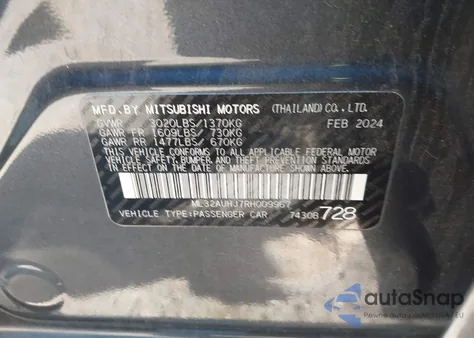 MFD.BY MITSUBISHI MOTORS (THAILAND) CO., LTD.
GVWR 3020LBS/1370KG FEB 2024
GAWR FR 1609LBS/ 730KG
GAWR RR 1477LBS/ 670KG
THIS VEHICLE CONFORMS TO ALL APPLICABLE FEDERAL MOTOR
VEHICLE SAFETY, BUMPER, AND THEFT PREVENTION STANDARDS
IN EFFECT ON THE DATE OF MANUFACTURE SHOWN ABOVE.
ML32AUHJ7RH009967
VEHICLE TYPE:PASSENGER CAR 7430B 728
autoSnap